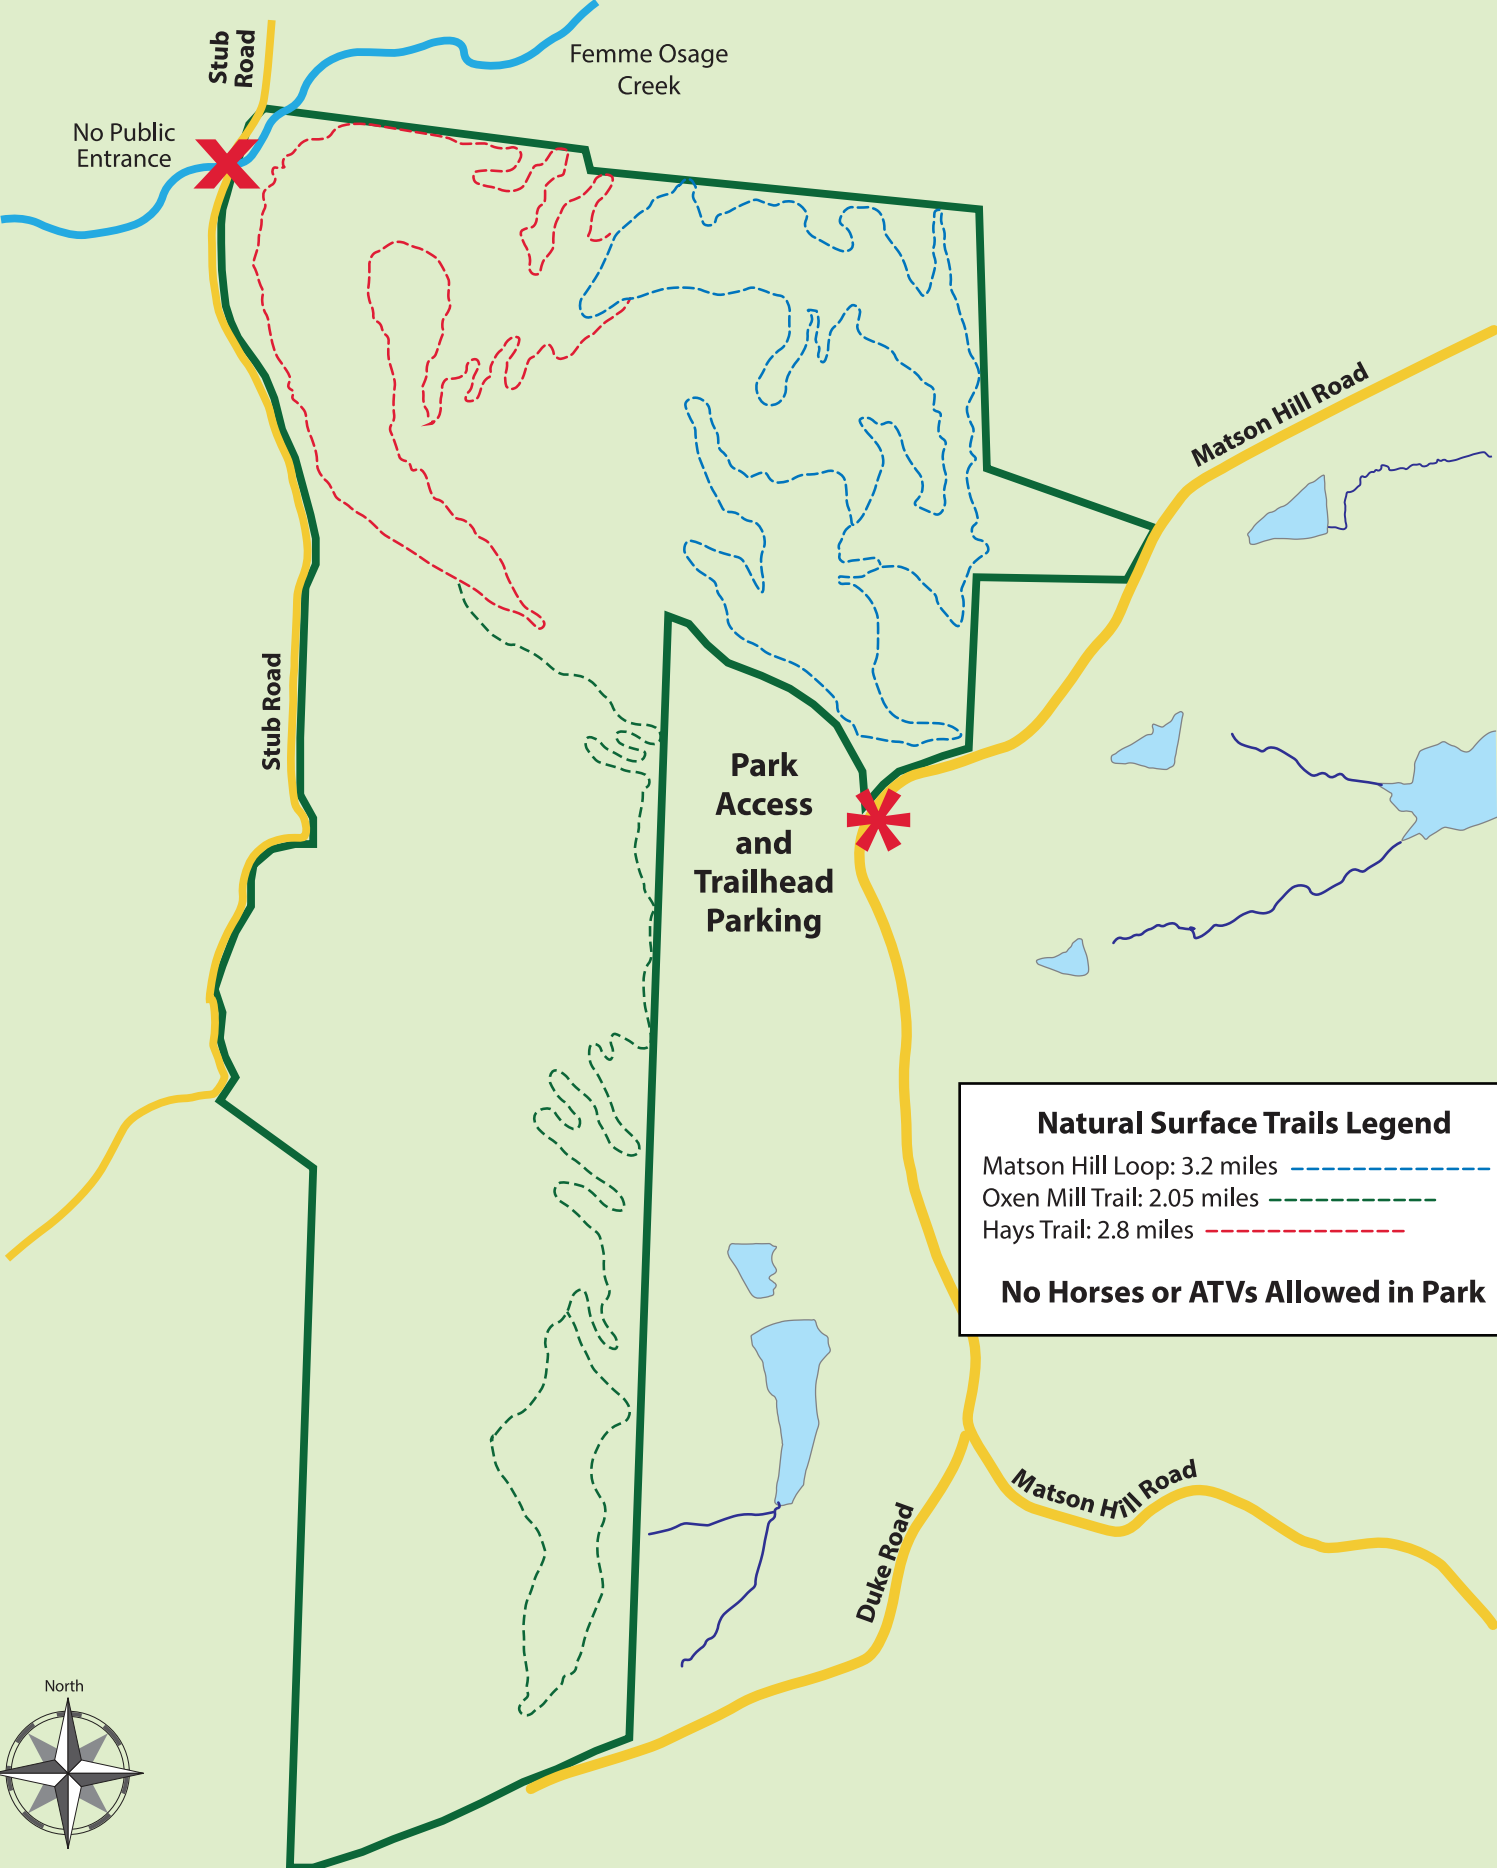 Stub
Road
Femme Osage
Creek
No Public
Entrance
Matson Hill Road
Stub Road
Park
Access
and
Trailhead
Parking
Natural Surface Trails Legend
Matson Hill Loop: 3.2 miles
Oxen Mill Trail: 2.05 miles
Hays Trail: 2.8 miles
No Horses or ATVs Allowed in Park
Matson Hill Road
Duke Road
North